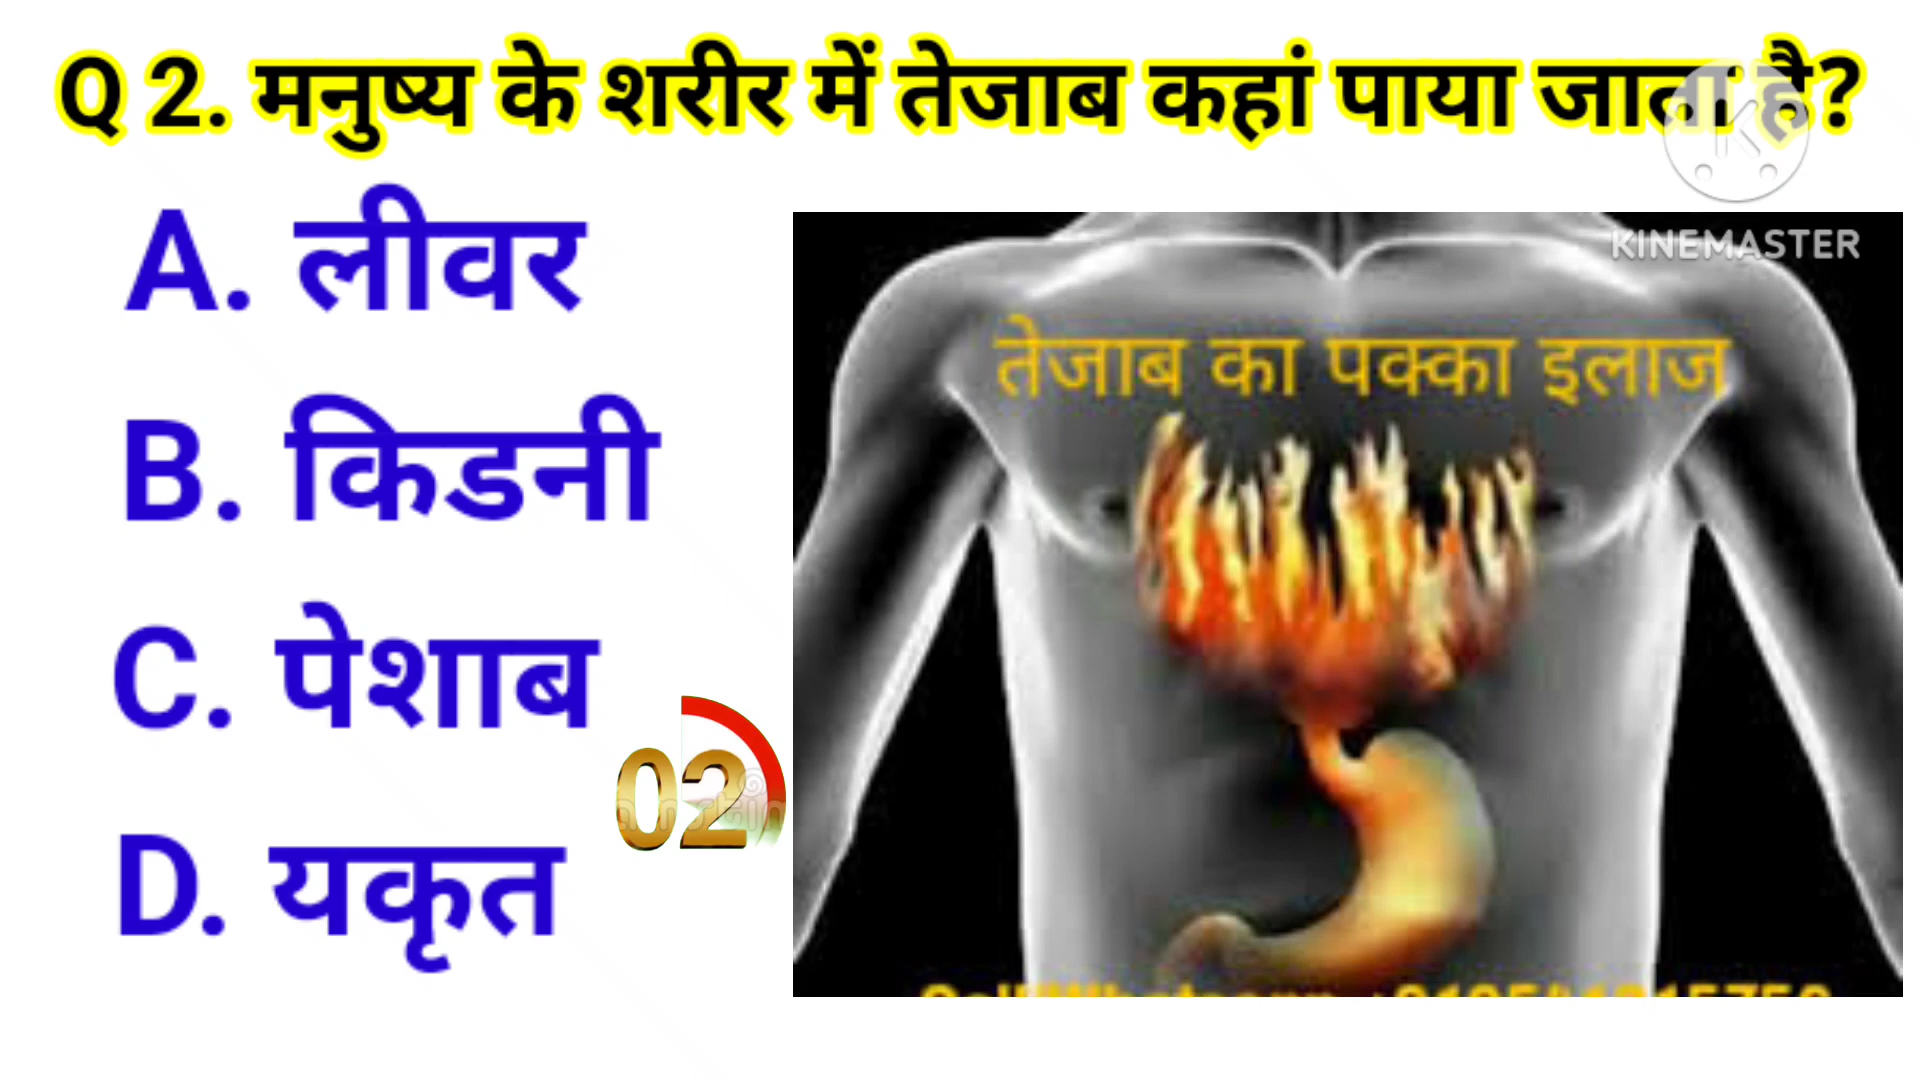 Q 2. मनुष्य के शरीर में तेजाब कहां पाया जाता है?
KINEMASTER
A. लीवर
तेजाब का पक्का इलाज
B. किडनी
C. पेशाब
02
D. यकृत